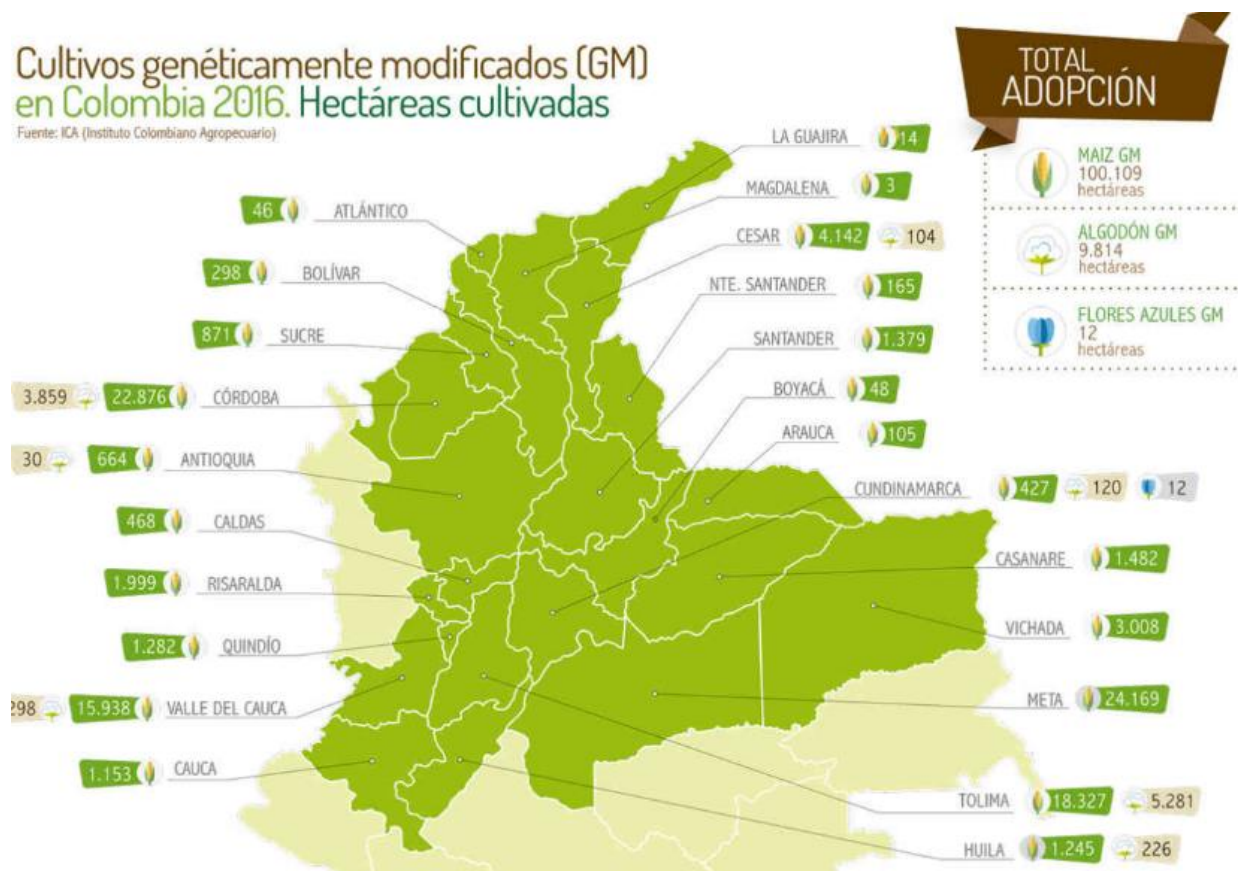 Cultivos genéticamente modificados (GM)
en Colombia 2016. Hectáreas cultivadas
Fuente: ICA (Instituto Colombiano Agropecuario)
TOTAL
ADOPCIÓN
MAIZ GM
100.109
hectáreas
ALGODÓN GM
9.814
hectáreas
FLORES AZULES GM
12
hectáreas
46 ATLÁNTICO
298 BOLÍVAR
871 SUCRE
3.859 22.876 CÓRDOBA
30 664 ANTIOQUIA
468 CALDAS
1.999 RISARALDA
1.282 QUINDÍO
298 15.938 VALLE DEL CAUCA
1.153 CAUCA
LA GUAJIRA 14
MAGDALENA 3
CESAR 4.142 104
NTE. SANTANDER 165
SANTANDER 1.379
BOYACÁ 48
ARAUCA 105
CUNDINAMARCA 427 120 12
CASANARE 1.482
VICHADA 3.008
META 24.169
TOLIMA 18.327 5.281
HUILA 1.245 226